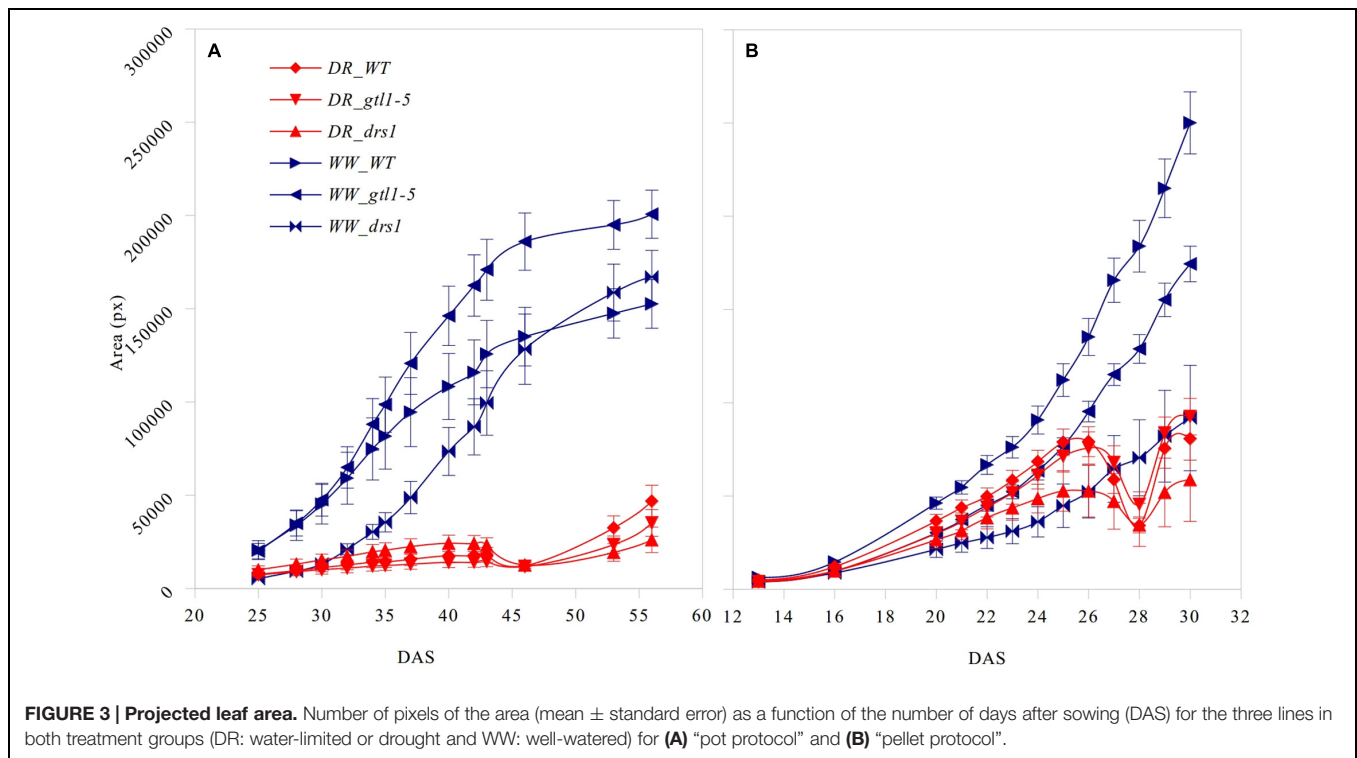 A
B
DR_WT
DR_gtl1-5
DR_drs1
WW_WT
WW_gtl1-5
WW_drs1
Area (px)
300000
250000
200000
150000
100000
50000
0
20 25 30 35 40 45 50 55 60
12 14 16 18 20 22 24 26 28 30 32
DAS
DAS
FIGURE 3 | Projected leaf area. Number of pixels of the area (mean ± standard error) as a function of the number of days after sowing (DAS) for the three lines in
both treatment groups (DR: water-limited or drought and WW: well-watered) for (A) “pot protocol” and (B) “pellet protocol”.